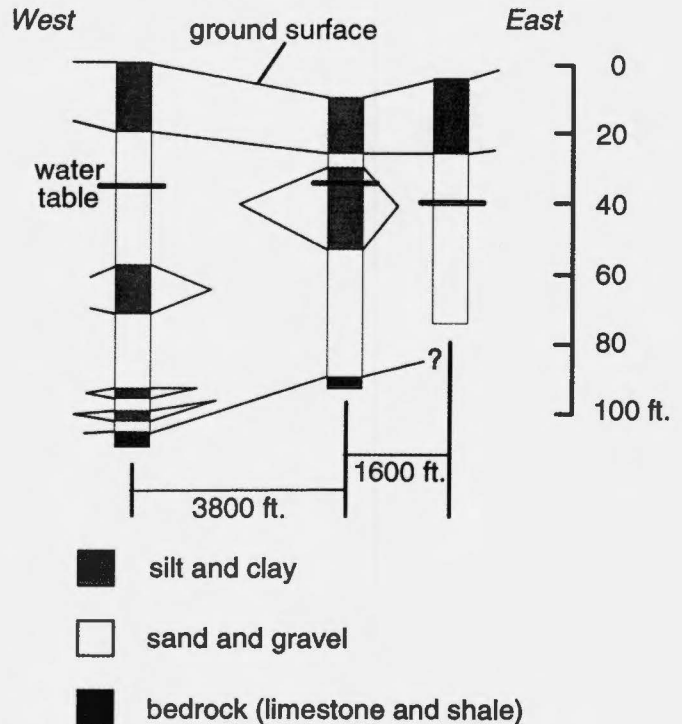 West
East
ground surface
0
20
water
table
40
60
80
?
100 ft.
1600 ft.
3800 ft.
silt and clay
sand and gravel
bedrock (limestone and shale)